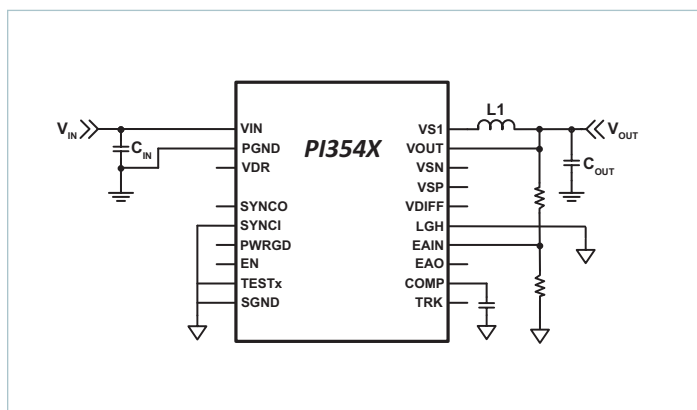 L1
V_IN
C_IN
VIN
PGND
VDR
SYNCO
SYNCI
PWRGD
EN
TESTx
SGND
PI354X
VS1
VOUT
VSN
VSP
VDIFF
LGH
EAIN
EAO
COMP
TRK
V_OUT
C_OUT